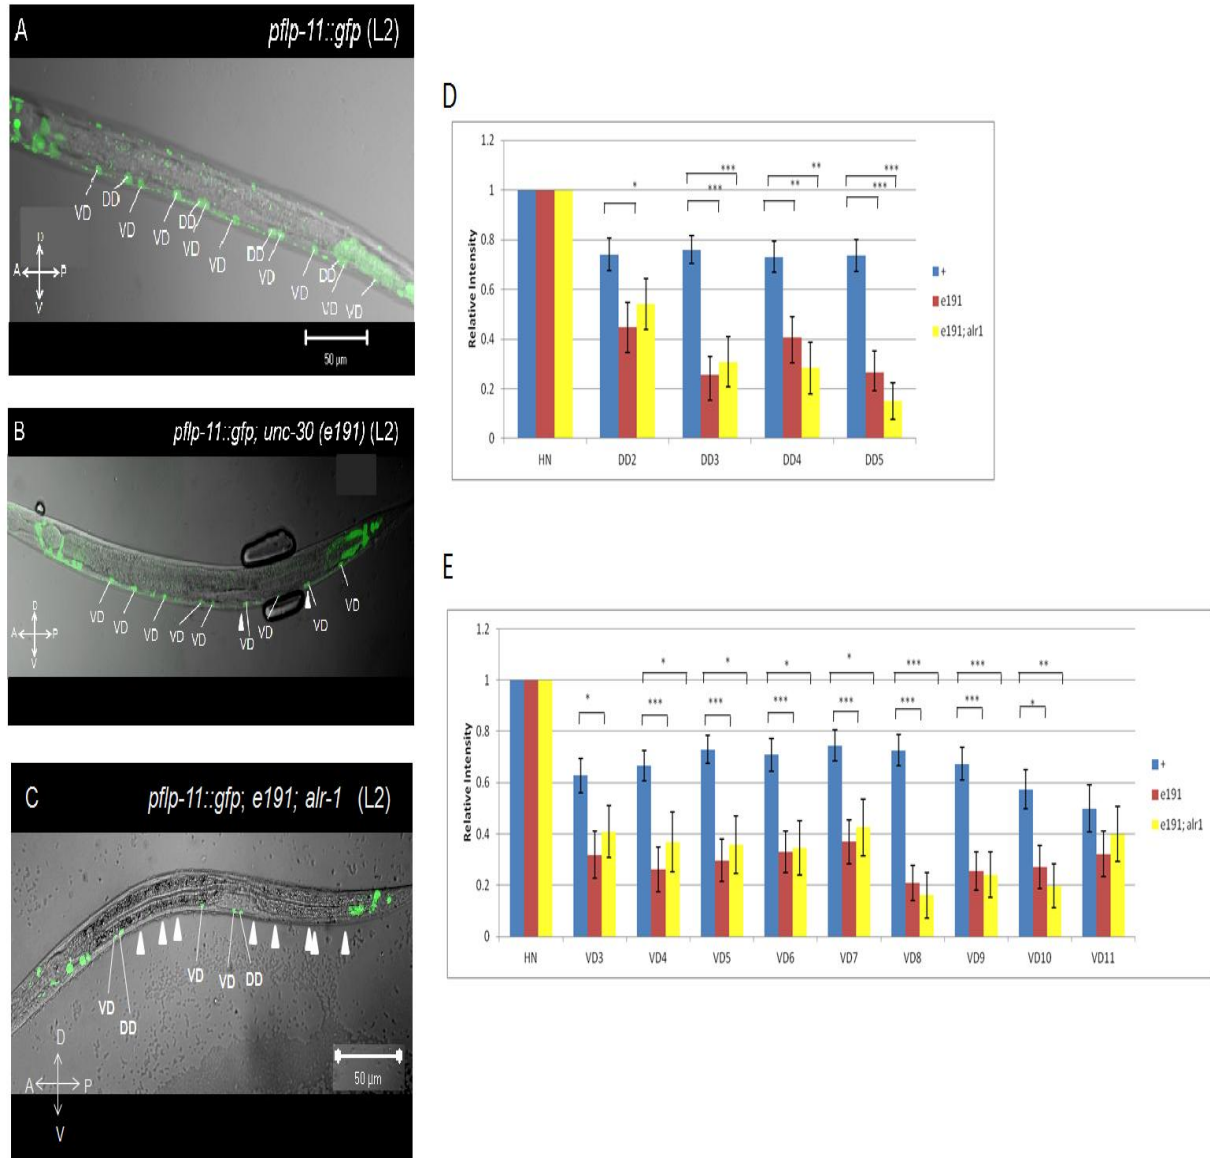 A
pflp-11::gfp (L2)
VD
DD
VD
VD
DD
VD
VD
DD
VD
VD
DD
VD
VD
D
A
P
V
50 µm
B
pflp-11::gfp; unc-30 (e191) (L2)
VD
VD
VD
VD
VD
VD
VD
VD
VD
D
A
P
V
C
pflp-11::gfp; e191; alr-1 (L2)
VD
DD
VD
VD
DD
D
A
P
V
50 µm
D
Relative Intensity
1.2
1
0.8
0.6
0.4
0.2
0
*
***
***
**
**
***
***
HN
DD2
DD3
DD4
DD5
+
e191
e191; alr1
E
Relative Intensity
1.2
1
0.8
0.6
0.4
0.2
0
*
*
***
*
***
*
***
*
***
***
***
***
***
**
*
HN
VD3
VD4
VD5
VD6
VD7
VD8
VD9
VD10
VD11
+
e191
e191; alr1